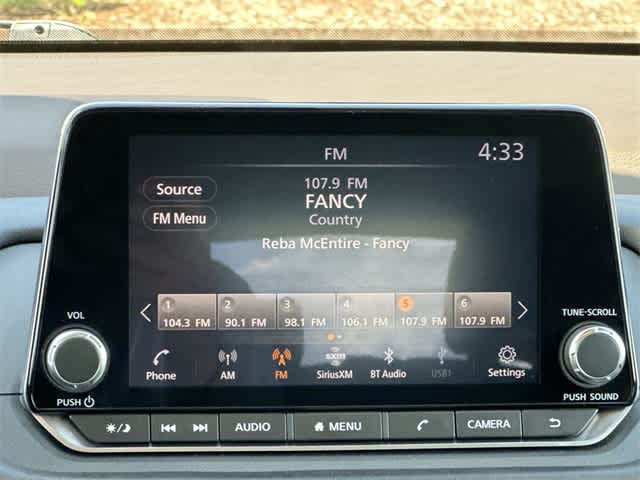 FM
4:33
Source
107.9 FM
FANCY
FM Menu
Country
Reba McEntire - Fancy
1 2 3 4 5 6
104.3 FM 90.1 FM 98.1 FM 106.1 FM 107.9 FM 107.9 FM
VOL
TUNE-SCROLL
SXM
Phone AM FM SiriusXM BT Audio USB1 Settings
PUSH
PUSH SOUND
AUDIO MENU CAMERA